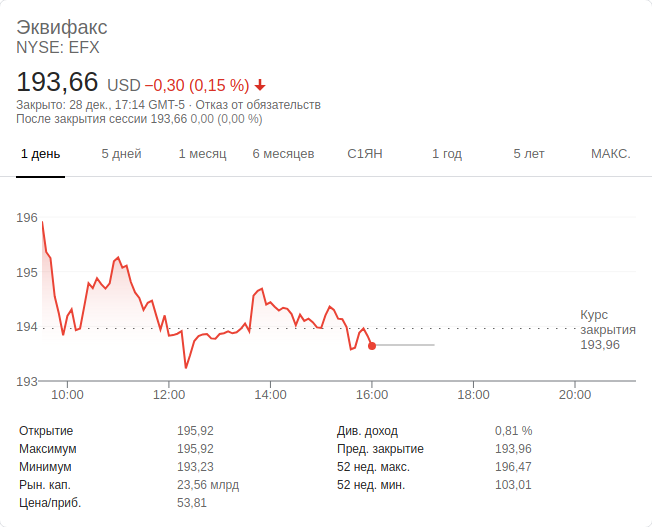 Эквифакс
NYSE: EFX
193,66 USD −0,30 (0,15 %)
Закрыто: 28 дек., 17:14 GMT-5 · Отказ от обязательств
После закрытия сессии 193,66 0,00 (0,00 %)
1 день 5 дней 1 месяц 6 месяцев С1ЯН 1 год 5 лет МАКС.
196
195
194
193
Курс
закрытия
193,96
10:00 12:00 14:00 16:00 18:00 20:00
Открытие 195,92 Див. доход 0,81 %
Максимум 195,92 Пред. закрытие 193,96
Минимум 193,23 52 нед. макс. 196,47
Рын. кап. 23,56 млрд 52 нед. мин. 103,01
Цена/приб. 53,81